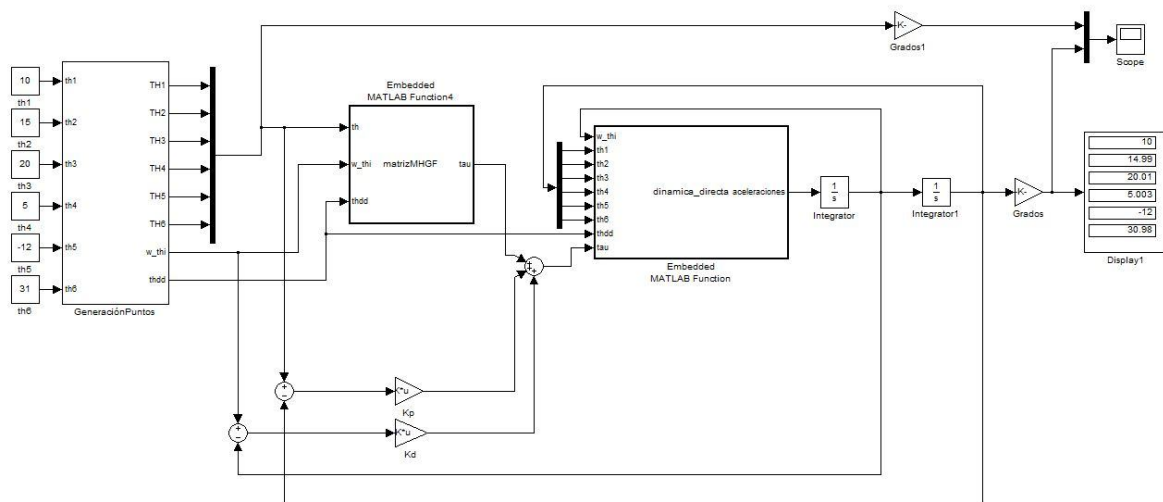 10
th1
15
th2
20
th3
5
th4
-12
th5
31
th6
th1
th2
th3
th4
th5
th6
TH1
TH2
TH3
TH4
TH5
TH6
w_thi
thdd
GeneraciónPuntos
Embedded
MATLAB Function4
th
w_thi
thdd
matrizMHGF
tau
+
-
+
-
K*u
Kp
K*u
Kd
w_thi
th1
th2
th3
th4
th5
th6
thdd
tau
dinamica_directa aceleraciones
Embedded
MATLAB Function
1
s
Integrator
1
s
Integrator1
K-
Grados
K-
Grados1
Scope
10
14.99
20.01
5.003
-12
30.98
Display1